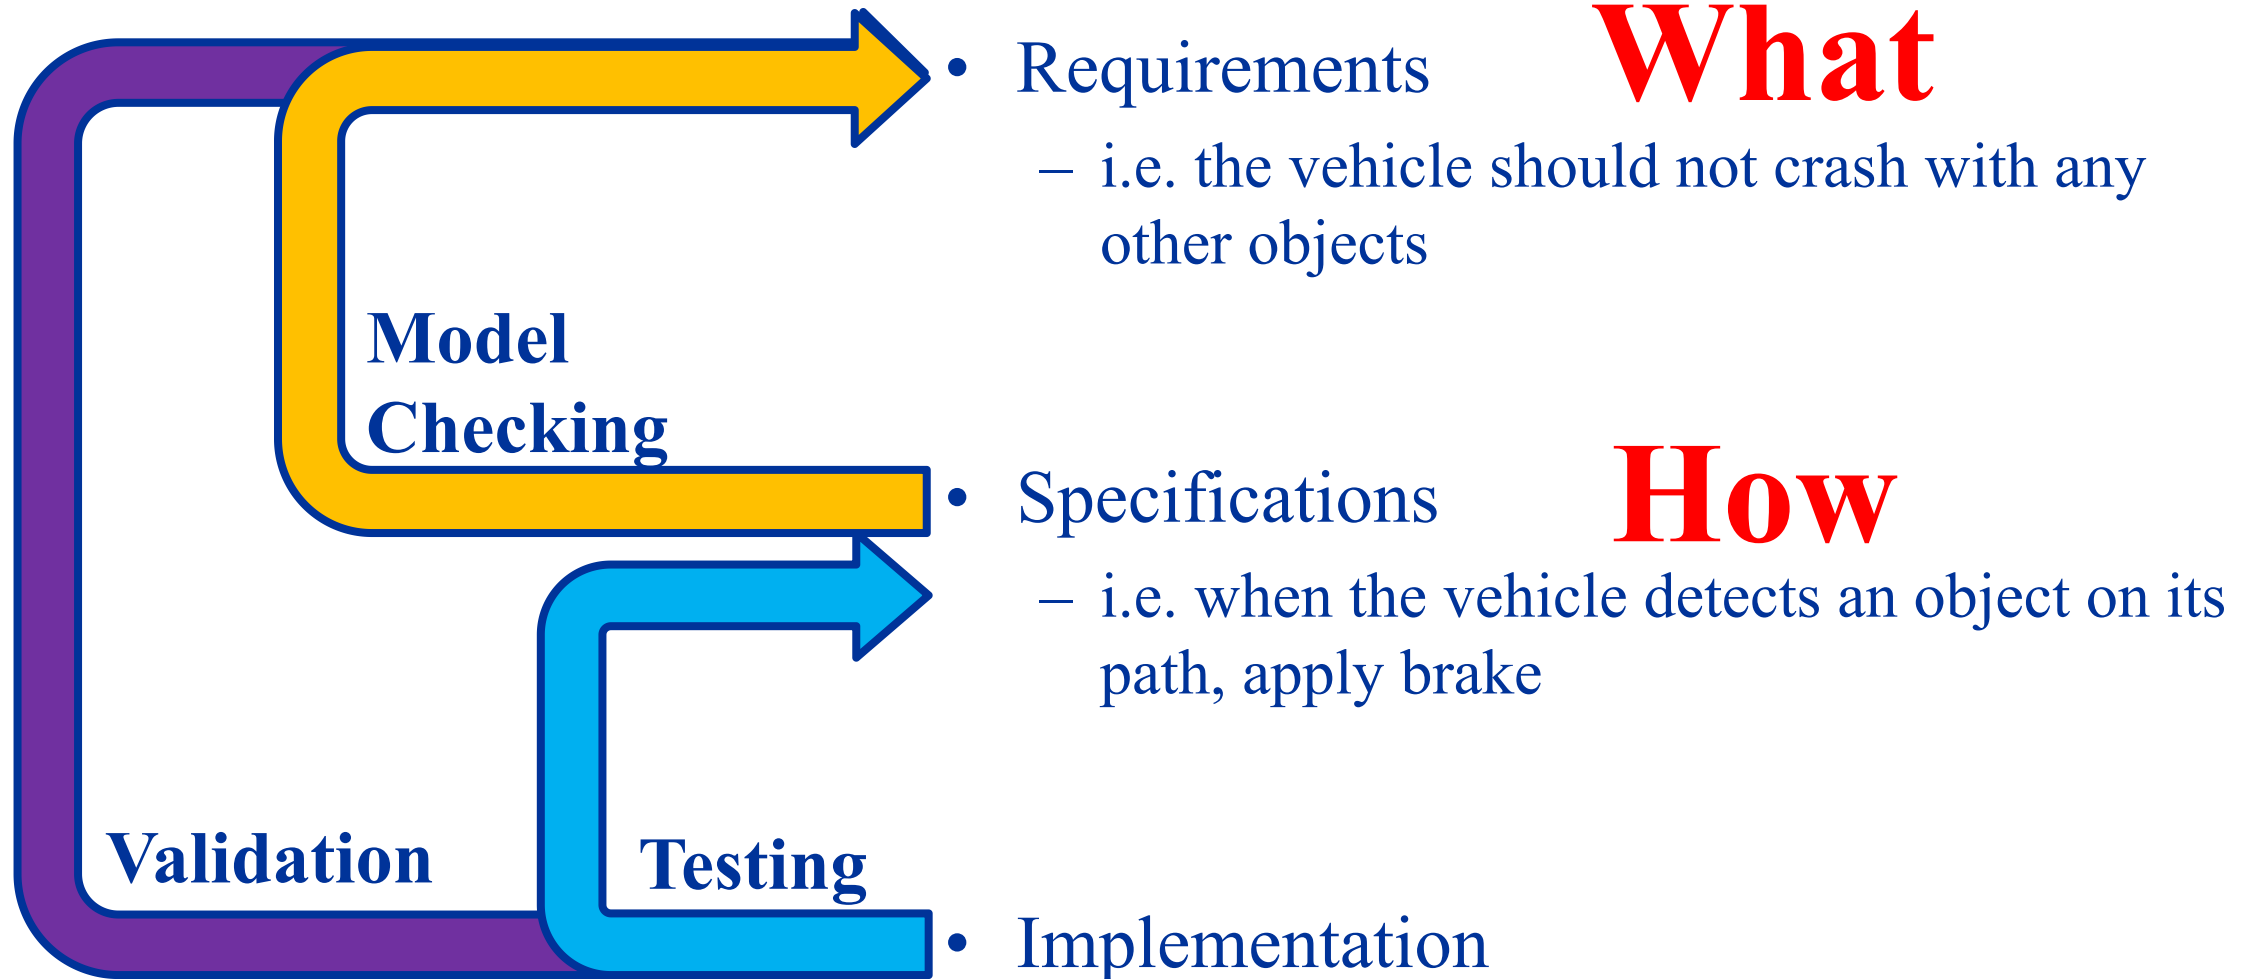 • Requirements
What
– i.e. the vehicle should not crash with any
other objects
Model
Checking
• Specifications
How
– i.e. when the vehicle detects an object on its
path, apply brake
Validation
Testing
• Implementation